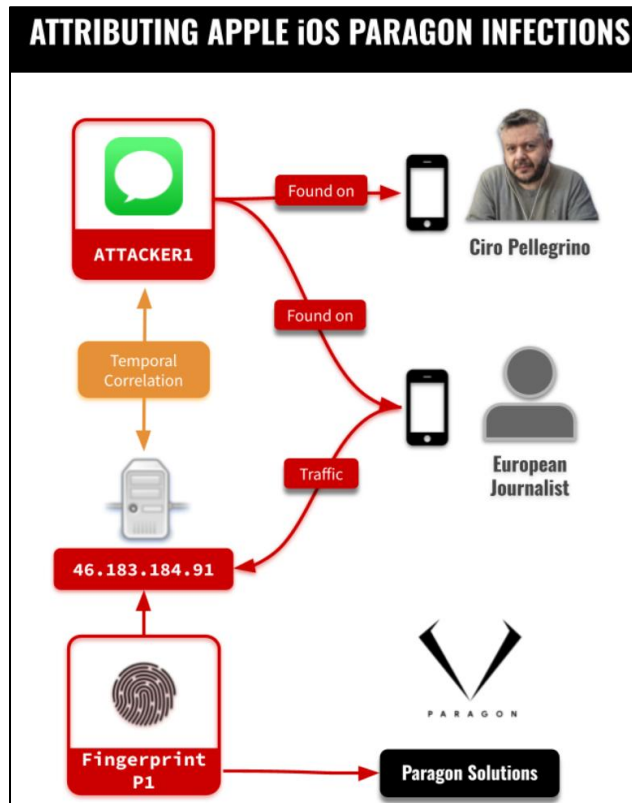 ATTRIBUTING APPLE iOS PARAGON INFECTIONS
ATTACKER1
Found on
Ciro Pellegrino
Found on
Temporal
Correlation
European
Journalist
Traffic
46.183.184.91
PARAGON
Fingerprint
P1
Paragon Solutions